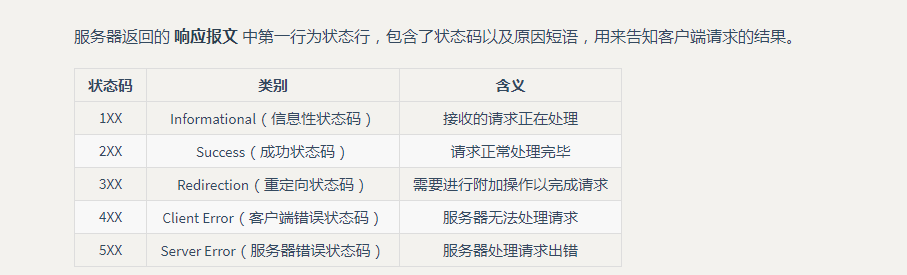 服务器返回的 响应报文 中第一行为状态行，包含了状态码以及原因短语，用来告知客户端请求的结果。
状态码 类别 含义
1XX Informational（信息性状态码） 接收的请求正在处理
2XX Success（成功状态码） 请求正常处理完毕
3XX Redirection（重定向状态码） 需要进行附加操作以完成请求
4XX Client Error（客户端错误状态码） 服务器无法处理请求
5XX Server Error（服务器错误状态码） 服务器处理请求出错